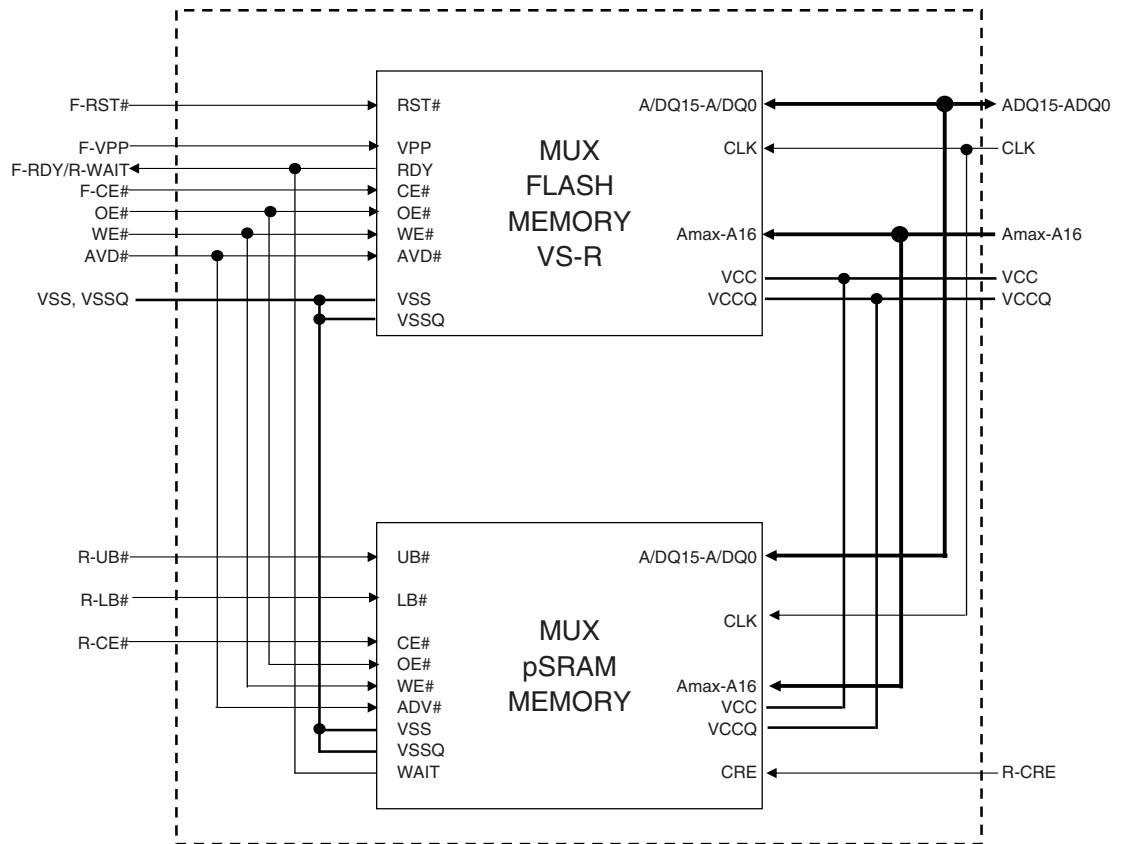 F-RST#
F-VPP
F-RDY/R-WAIT
F-CE#
OE#
WE#
AVD#
VSS, VSSQ
RST#
VPP
RDY
CE#
OE#
WE#
AVD#
VSS
VSSQ
MUX
FLASH
MEMORY
VS-R
A/DQ15-A/DQ0
CLK
Amax-A16
VCC
VCCQ
ADQ15-ADQ0
CLK
Amax-A16
VCC
VCCQ
R-UB#
R-LB#
R-CE#
UB#
LB#
CE#
OE#
WE#
ADV#
VSS
VSSQ
WAIT
MUX
pSRAM
MEMORY
A/DQ15-A/DQ0
CLK
Amax-A16
VCC
VCCQ
CRE
R-CRE